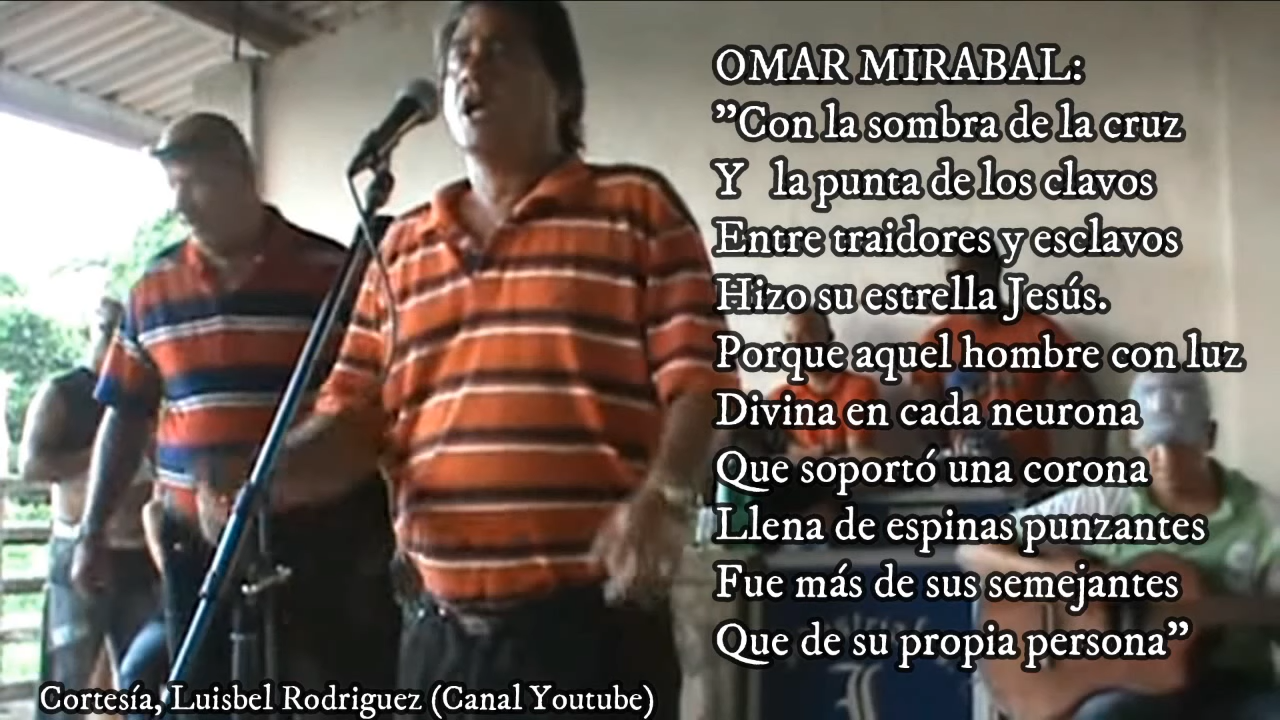 OMAR MIRABAL:
"Con la sombra de la cruz
Y la punta de los clavos
Entre traidores y esclavos
Hizo su estrella Jesús.
Porque aquel hombre con luz
Divina en cada neurona
Que soportó una corona
Llena de espinas punzantes
Fue más de sus semejantes
Que de su propia persona"
Cortesía, Luisbel Rodriguez (Canal Youtube)